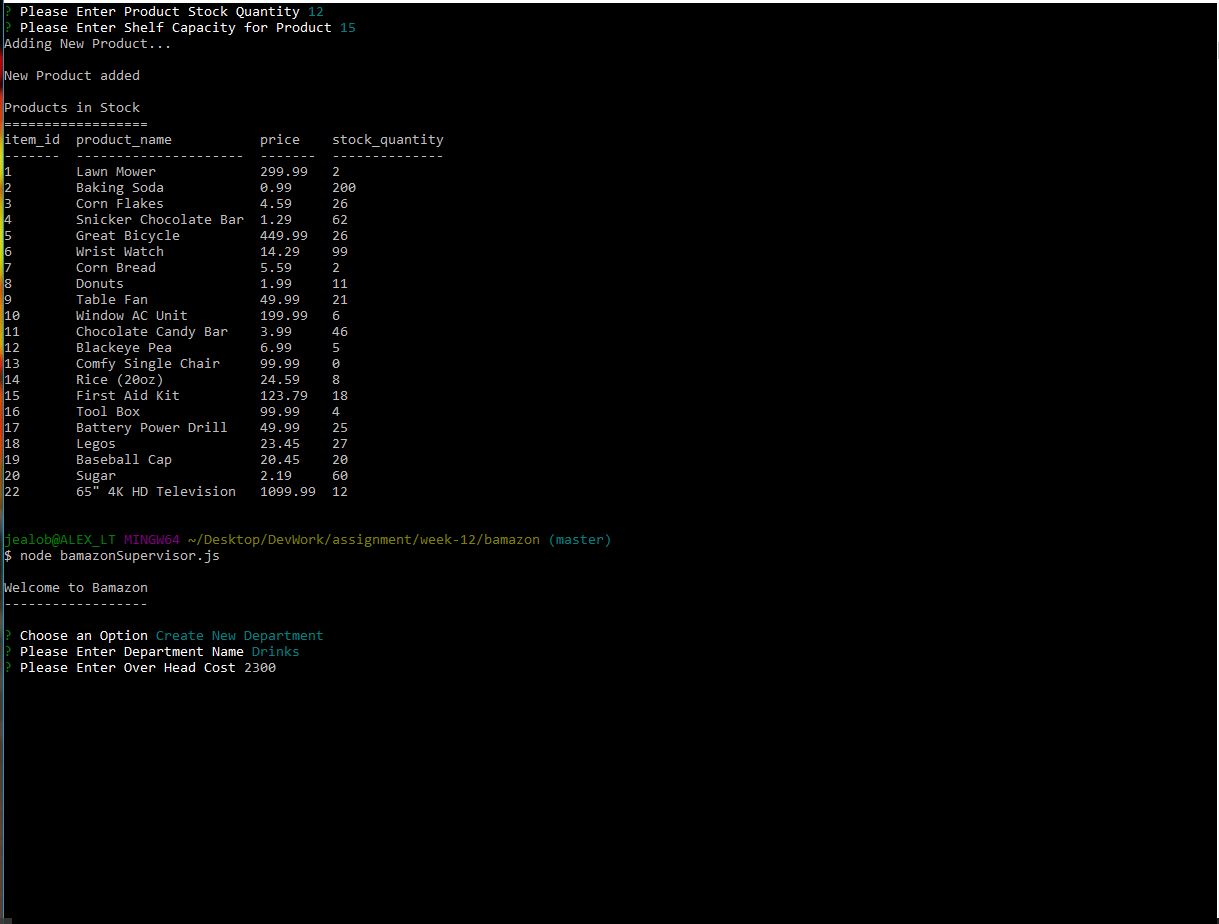 ? Please Enter Product Stock Quantity 12
? Please Enter Shelf Capacity for Product 15
Adding New Product...
New Product added
Products in Stock
==================
item_id  product_name           price    stock_quantity
-------  ---------------------  -------  --------------
1        Lawn Mower             299.99   2
2        Baking Soda            0.99     200
3        Corn Flakes            4.59     26
4        Snicker Chocolate Bar  1.29     62
5        Great Bicycle          449.99   26
6        Wrist Watch            14.29    99
7        Corn Bread             5.59     2
8        Donuts                 1.99     11
9        Table Fan              49.99    21
10       Window AC Unit         199.99   6
11       Chocolate Candy Bar    3.99     46
12       Blackeye Pea           6.99     5
13       Comfy Single Chair     99.99    0
14       Rice (20oz)            24.59    8
15       First Aid Kit          123.79   18
16       Tool Box               99.99    4
17       Battery Power Drill    49.99    25
18       Legos                  23.45    27
19       Baseball Cap           20.45    20
20       Sugar                  2.19     60
22       65" 4K HD Television   1099.99  12
jealob@ALEX_LT MINGW64 ~/Desktop/DevWork/assignment/week-12/bamazon (master)
$ node bamazonSupervisor.js
Welcome to Bamazon
------------------
? Choose an Option Create New Department
? Please Enter Department Name Drinks
? Please Enter Over Head Cost 2300